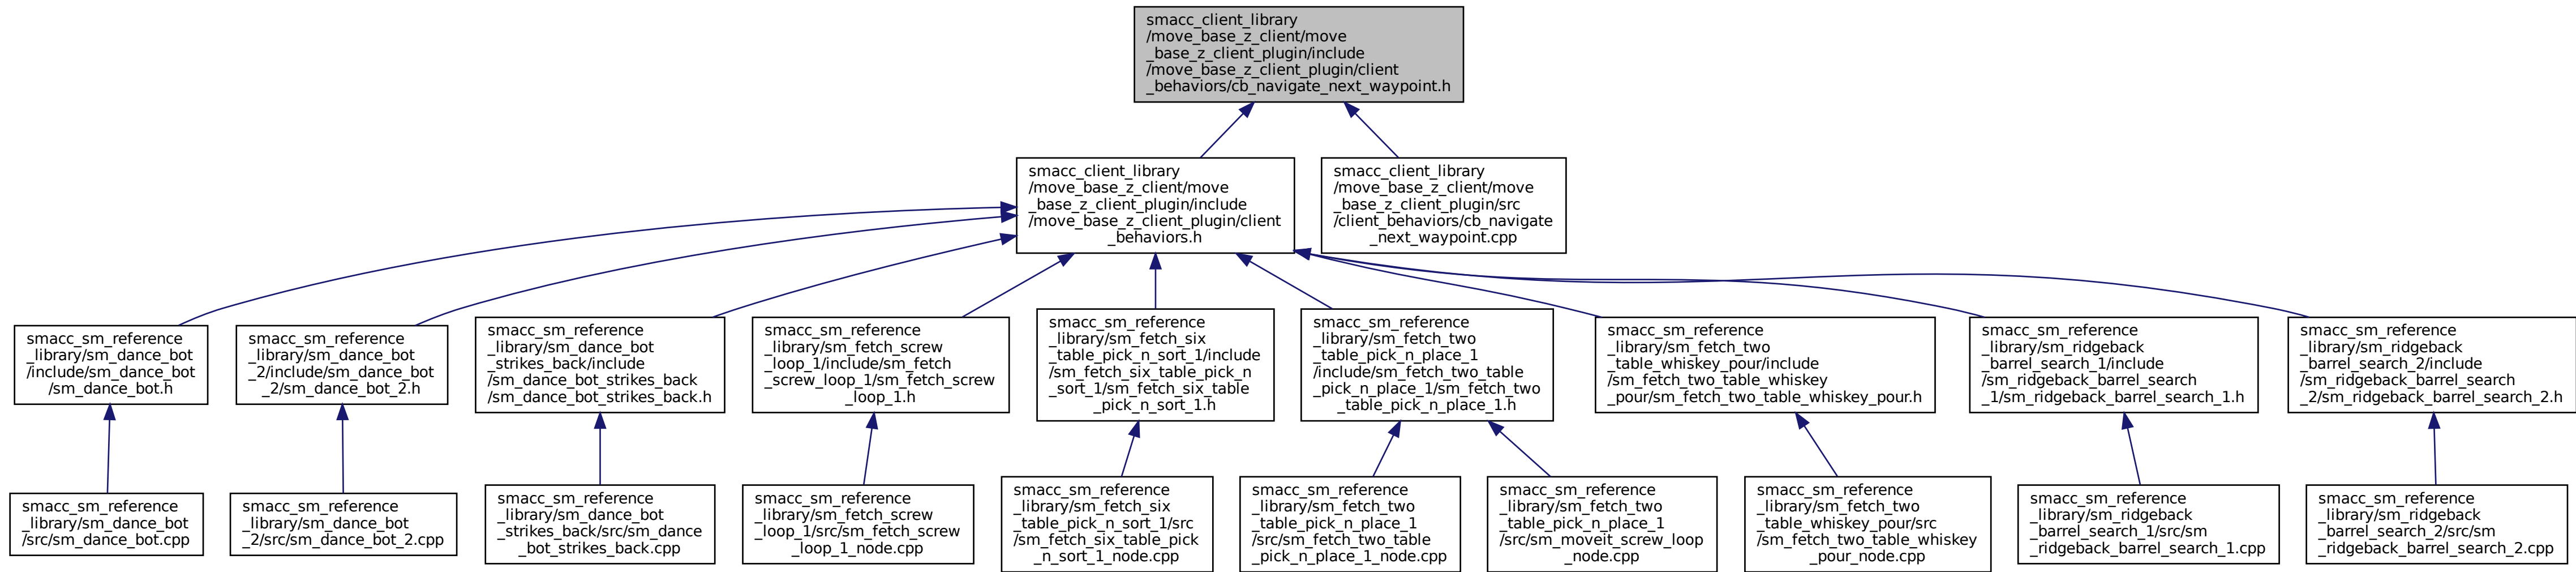 smacc_client_library
/move_base_z_client/move
_base_z_client_plugin/include
/move_base_z_client_plugin/client
_behaviors/cb_navigate_next_waypoint.h
smacc_client_library
/move_base_z_client/move
_base_z_client_plugin/include
/move_base_z_client_plugin/client
_behaviors.h
smacc_client_library
/move_base_z_client/move
_base_z_client_plugin/src
/client_behaviors/cb_navigate
_next_waypoint.cpp
smacc_sm_reference
_library/sm_dance_bot
/include/sm_dance_bot
/sm_dance_bot.h
smacc_sm_reference
_library/sm_dance_bot
_2/include/sm_dance_bot
_2/sm_dance_bot_2.h
smacc_sm_reference
_library/sm_dance_bot
_strikes_back/include
/sm_dance_bot_strikes_back
/sm_dance_bot_strikes_back.h
smacc_sm_reference
_library/sm_fetch_screw
_loop_1/include/sm_fetch
_screw_loop_1/sm_fetch_screw
_loop_1.h
smacc_sm_reference
_library/sm_fetch_six
_table_pick_n_sort_1/include
/sm_fetch_six_table_pick_n
_sort_1/sm_fetch_six_table
_pick_n_sort_1.h
smacc_sm_reference
_library/sm_fetch_two
_table_pick_n_place_1
/include/sm_fetch_two_table
_pick_n_place_1/sm_fetch_two
_table_pick_n_place_1.h
smacc_sm_reference
_library/sm_fetch_two
_table_whiskey_pour/include
/sm_fetch_two_table_whiskey
_pour/sm_fetch_two_table_whiskey_pour.h
smacc_sm_reference
_library/sm_ridgeback
_barrel_search_1/include
/sm_ridgeback_barrel_search
_1/sm_ridgeback_barrel_search_1.h
smacc_sm_reference
_library/sm_ridgeback
_barrel_search_2/include
/sm_ridgeback_barrel_search
_2/sm_ridgeback_barrel_search_2.h
smacc_sm_reference
_library/sm_dance_bot
/src/sm_dance_bot.cpp
smacc_sm_reference
_library/sm_dance_bot
_2/src/sm_dance_bot_2.cpp
smacc_sm_reference
_library/sm_dance_bot
_strikes_back/src/sm_dance
_bot_strikes_back.cpp
smacc_sm_reference
_library/sm_fetch_screw
_loop_1/src/sm_fetch_screw
_loop_1_node.cpp
smacc_sm_reference
_library/sm_fetch_six
_table_pick_n_sort_1/src
/sm_fetch_six_table_pick
_n_sort_1_node.cpp
smacc_sm_reference
_library/sm_fetch_two
_table_pick_n_place_1
/src/sm_fetch_two_table
_pick_n_place_1_node.cpp
smacc_sm_reference
_library/sm_fetch_two
_table_pick_n_place_1
/src/sm_moveit_screw_loop
_node.cpp
smacc_sm_reference
_library/sm_fetch_two
_table_whiskey_pour/src
/sm_fetch_two_table_whiskey
_pour_node.cpp
smacc_sm_reference
_library/sm_ridgeback
_barrel_search_1/src/sm
_ridgeback_barrel_search_1.cpp
smacc_sm_reference
_library/sm_ridgeback
_barrel_search_2/src/sm
_ridgeback_barrel_search_2.cpp